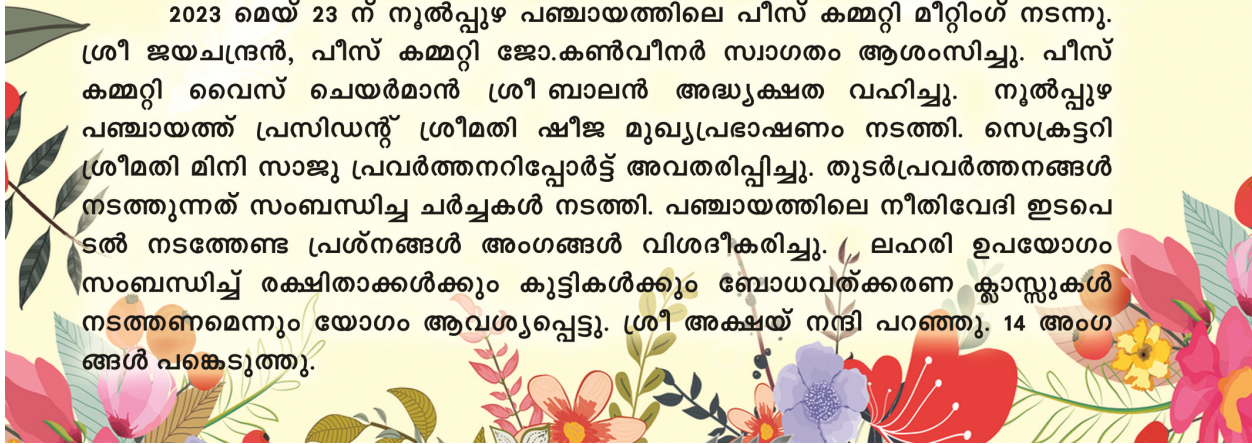 2023 മെയ് 23 ന് നൂൽപ്പുഴ പഞ്ചായത്തിലെ പീസ് കമ്മറ്റി മീറ്റിംഗ് നടന്നു.
ശ്രീ ജയചന്ദ്രൻ, പീസ് കമ്മറ്റി ജോ.കൺവീനർ സ്വാഗതം ആശംസിച്ചു. പീസ്
കമ്മറ്റി വൈസ് ചെയർമാൻ ശ്രീ ബാലൻ അദ്ധ്യക്ഷത വഹിച്ചു. നൂൽപ്പുഴ
പഞ്ചായത്ത് പ്രസിഡന്റ് ശ്രീമതി ഷീജ മുഖ്യപ്രഭാഷണം നടത്തി. സെക്രട്ടറി
ശ്രീമതി മിനി സാജു പ്രവർത്തനറിപ്പോർട്ട് അവതരിപ്പിച്ചു. തുടർപ്രവർത്തനങ്ങൾ
നടത്തുന്നത് സംബന്ധിച്ച ചർച്ചകൾ നടത്തി. പഞ്ചായത്തിലെ നീതിവേദി ഇടപെ
ടൽ നടത്തേണ്ട പ്രശ്നങ്ങൾ അംഗങ്ങൾ വിശദീകരിച്ചു. ലഹരി ഉപയോഗം
സംബന്ധിച്ച് രക്ഷിതാക്കൾക്കും കുട്ടികൾക്കും ബോധവത്ക്കരണ ക്ലാസ്സുകൾ
നടത്തണമെന്നും യോഗം ആവശ്യപ്പെട്ടു. ശ്രീ അക്ഷയ് നന്ദി പറഞ്ഞു. 14 അംഗ
ങ്ങൾ പങ്കെടുത്തു.